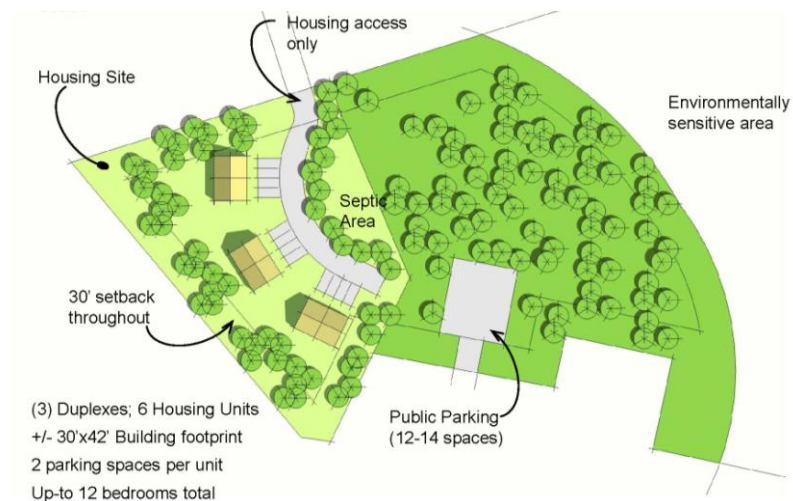 Housing access
only
Housing Site
Environmentally
sensitive area
Septic
Area
30' setback
throughout
(3) Duplexes; 6 Housing Units
+/- 30'x42' Building footprint
2 parking spaces per unit
Up-to 12 bedrooms total
Public Parking
(12-14 spaces)